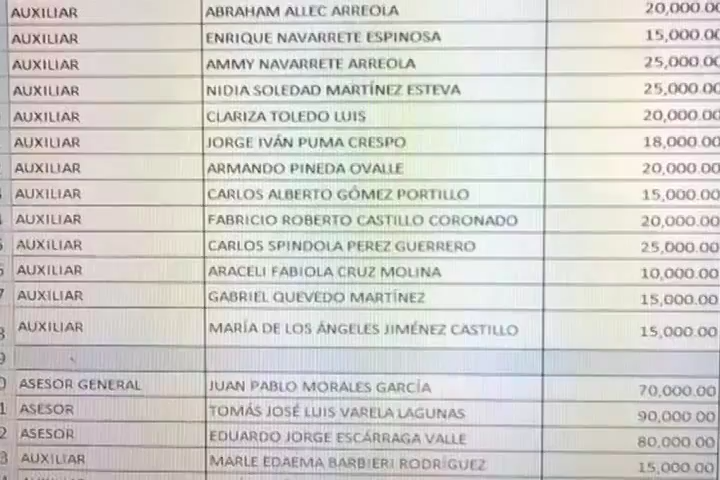 AUXILIAR ABRAHAM ALLEC ARREOLA 20,000.00
AUXILIAR ENRIQUE NAVARRETE ESPINOSA 15,000.00
AUXILIAR AMMY NAVARRETE ARREOLA 25,000.00
AUXILIAR NIDIA SOLEDAD MARTÍNEZ ESTEVA 25,000.00
AUXILIAR CLARIZA TOLEDO LUIS 20,000.00
AUXILIAR JORGE IVÁN PUMA CRESPO 18,000.00
AUXILIAR ARMANDO PINEDA OVALLE 20,000.00
AUXILIAR CARLOS ALBERTO GÓMEZ PORTILLO 15,000.00
AUXILIAR FABRICIO ROBERTO CASTILLO CORONADO 20,000.00
AUXILIAR CARLOS SPINDOLA PEREZ GUERRERO 25,000.00
AUXILIAR ARACELI FABIOLA CRUZ MOLINA 10,000.00
7 AUXILIAR GABRIEL QUEVEDO MARTÍNEZ 15,000.00
8 AUXILIAR MARÍA DE LOS ÁNGELES JIMÉNEZ CASTILLO 15,000.00
9
0 ASESOR GENERAL JUAN PABLO MORALES GARCÍA 70,000.00
1 ASESOR TOMÁS JOSÉ LUIS VARELA LAGUNAS 90,000.00
2 ASESOR EDUARDO JORGE ESCÁRRAGA VALLE 80,000.00
3 AUXILIAR MARLE EDAEMA BARBIERI RODRÍGUEZ 15,000.00